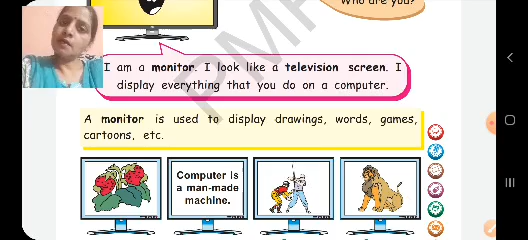 Who are you?
I am a monitor. I look like a television screen. I
display everything that you do on a computer.
A monitor is used to display drawings, words, games,
cartoons, etc.
Computer is
a man-made
machine.